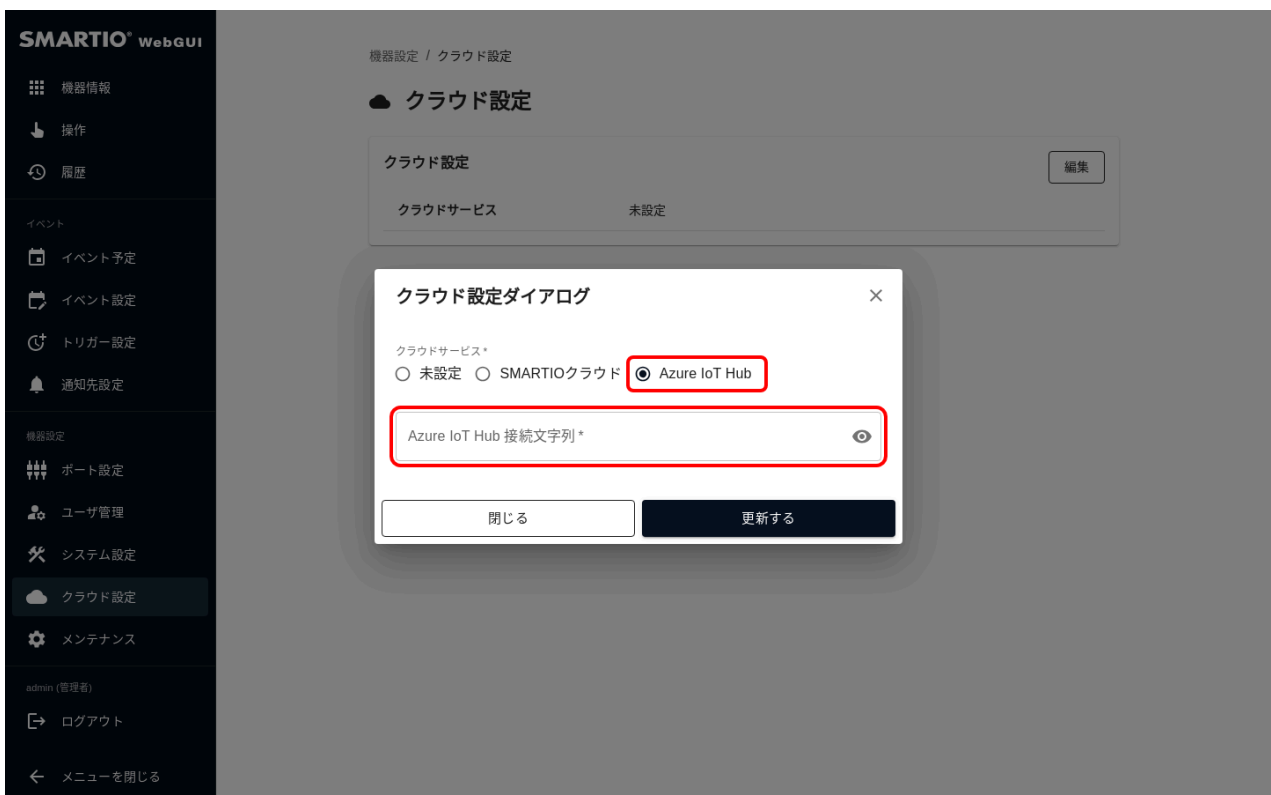 SMARTIO® WebGUI
機器情報
操作
履歴
イベント
イベント予定
イベント設定
トリガー設定
通知先設定
機器設定
ポート設定
ユーザ管理
システム設定
クラウド設定
メンテナンス
admin (管理者)
ログアウト
メニューを閉じる
機器設定 / クラウド設定
クラウド設定
クラウド設定
編集
クラウドサービス 未設定
クラウド設定ダイアログ
クラウドサービス *
未設定 SMARTIOクラウド Azure IoT Hub
Azure IoT Hub 接続文字列 *
閉じる 更新する